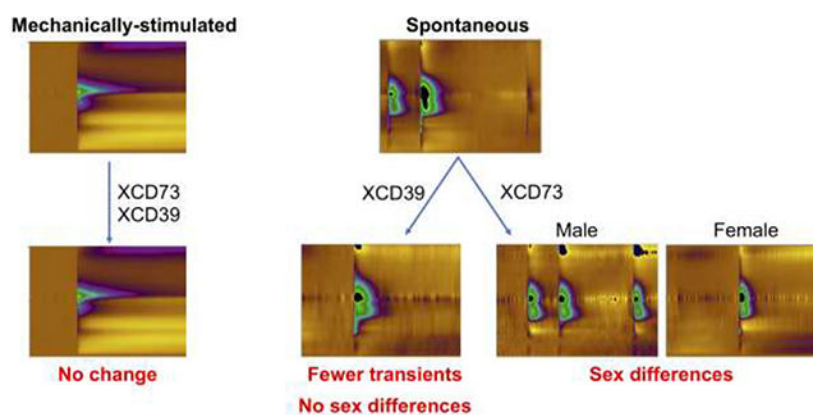 Mechanically-stimulated
Spontaneous
XCD73
XCD39
XCD39
XCD73
Male
Female
No change
Fewer transients
No sex differences
Sex differences